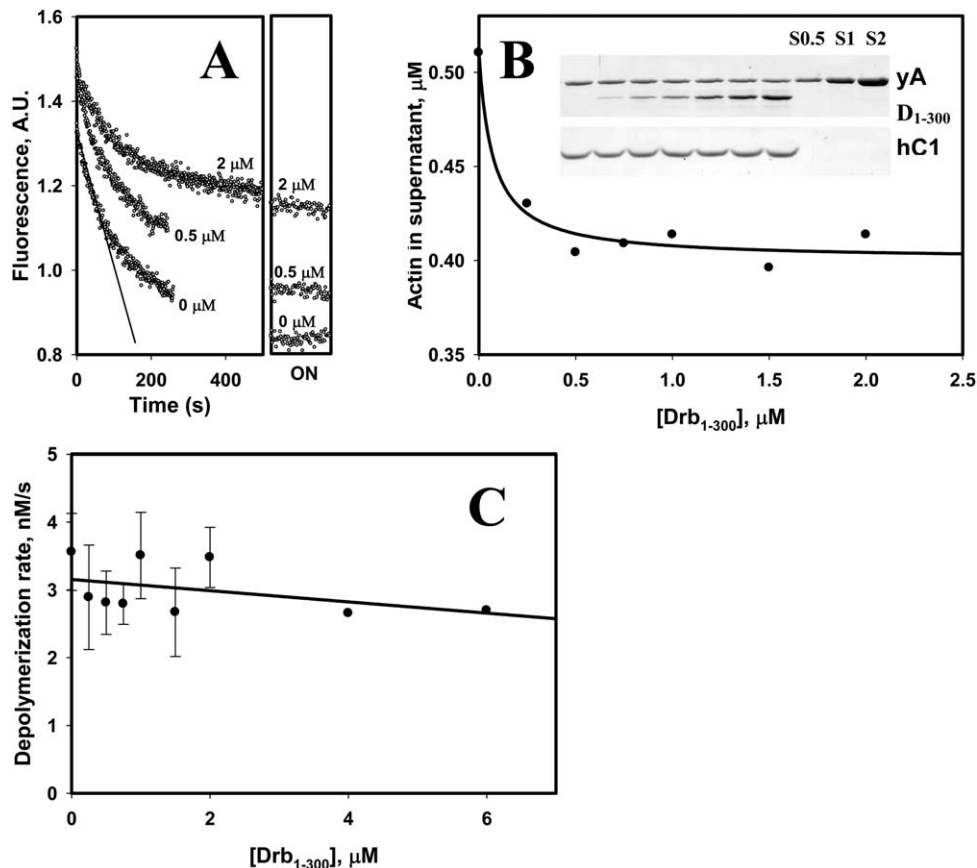 A
Fluorescence, A.U.
1.6
1.4
1.2
1.0
0.8
2 μM
0.5 μM
0 μM
0 200 400
Time (s)
2 μM
0.5 μM
0 μM
ON
B
Actin in supernatant, μM
0.50
0.45
0.40
0.35
S0.5 S1 S2
yA
D1-300
hC1
0.0 0.5 1.0 1.5 2.0 2.5
[Drb1-300], μM
C
Depolymerization rate, nM/s
5
4
3
2
1
0
0 2 4 6
[Drb1-300], μM